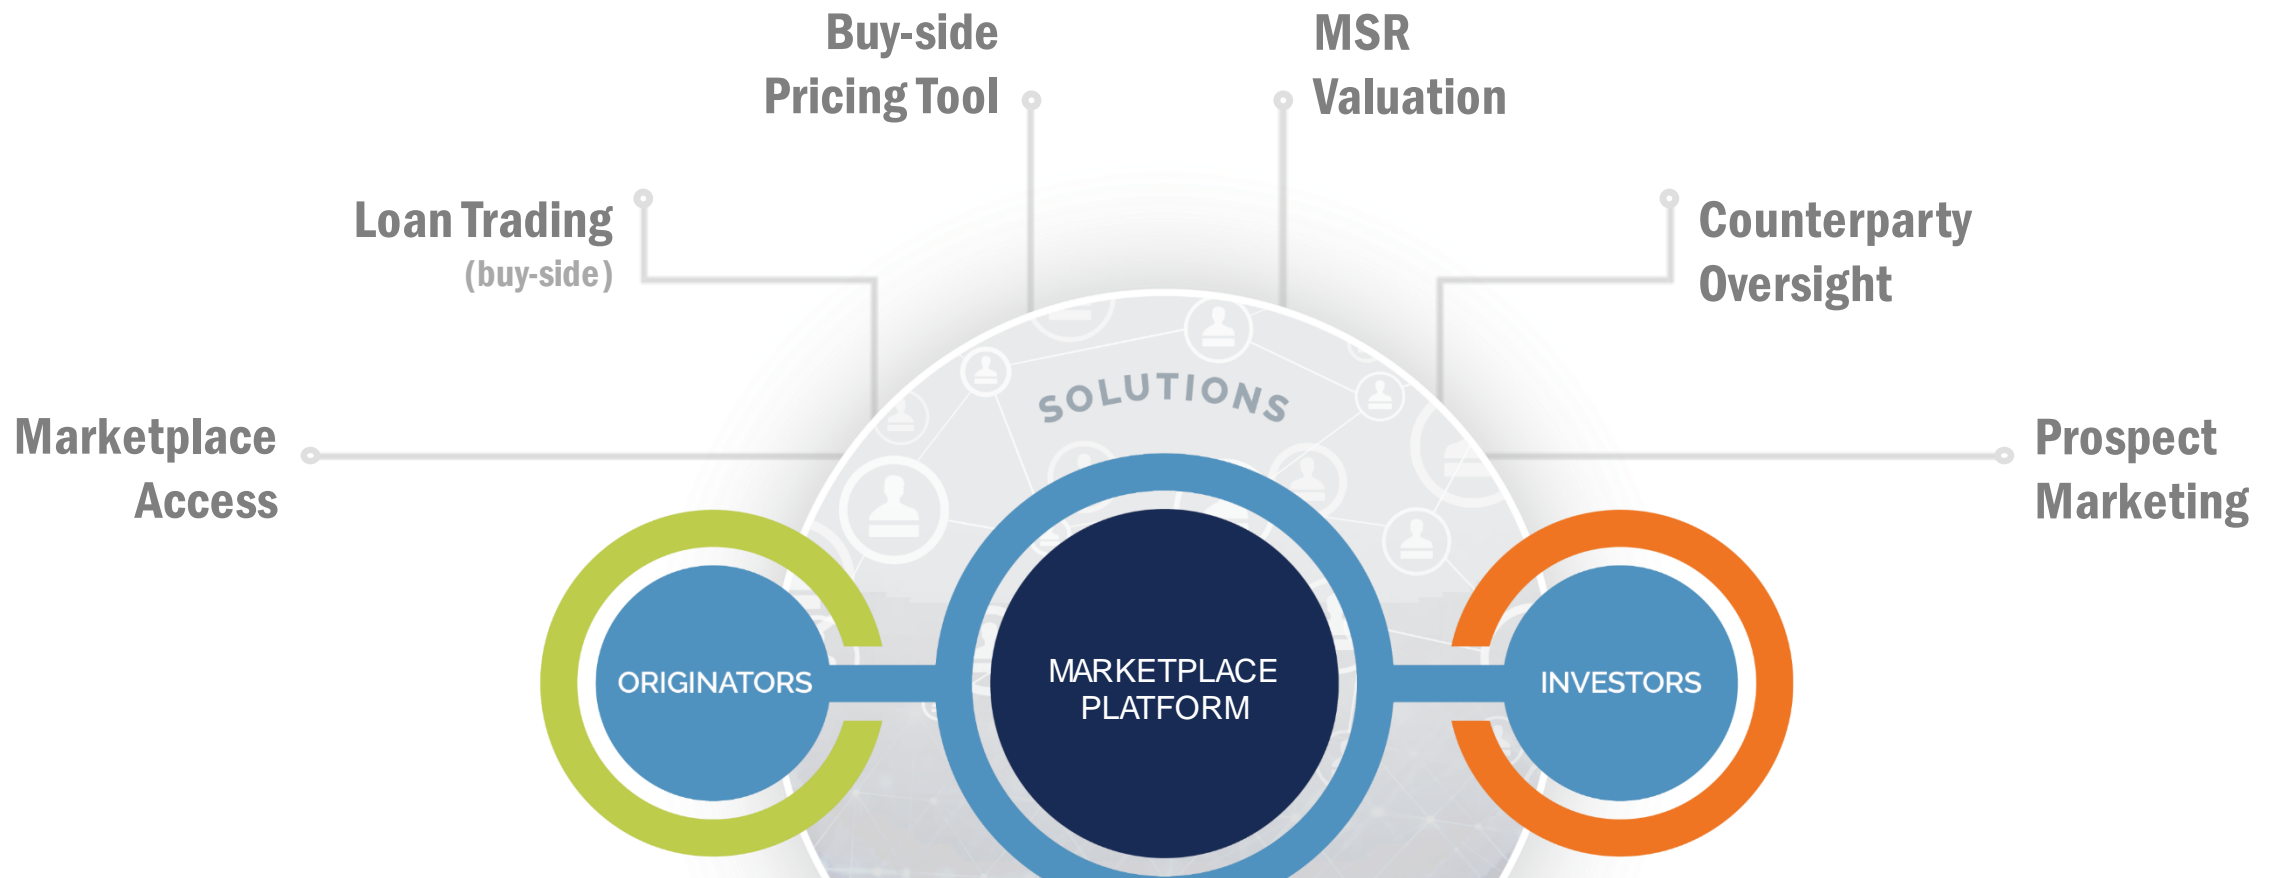 Buy-side
Pricing Tool
MSR
Valuation
Loan Trading
(buy-side)
Counterparty
Oversight
Marketplace
Access
Prospect
Marketing
SOLUTIONS
ORIGINATORS
MARKETPLACE
PLATFORM
INVESTORS